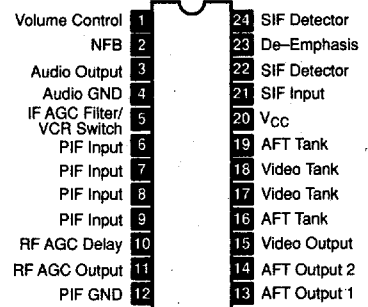 Volume Control 1
NFB 2
Audio Output 3
Audio GND 4
IF AGC Filter/
VCR Switch 5
PIF Input 6
PIF Input 7
PIF Input 8
PIF Input 9
RF AGC Delay 10
RF AGC Output 11
PIF GND 12
24 SIF Detector
23 De–Emphasis
22 SIF Detector
21 SIF Input
20 VCC
19 AFT Tank
18 Video Tank
17 Video Tank
16 AFT Tank
15 Video Output
14 AFT Output 2
13 AFT Output 1